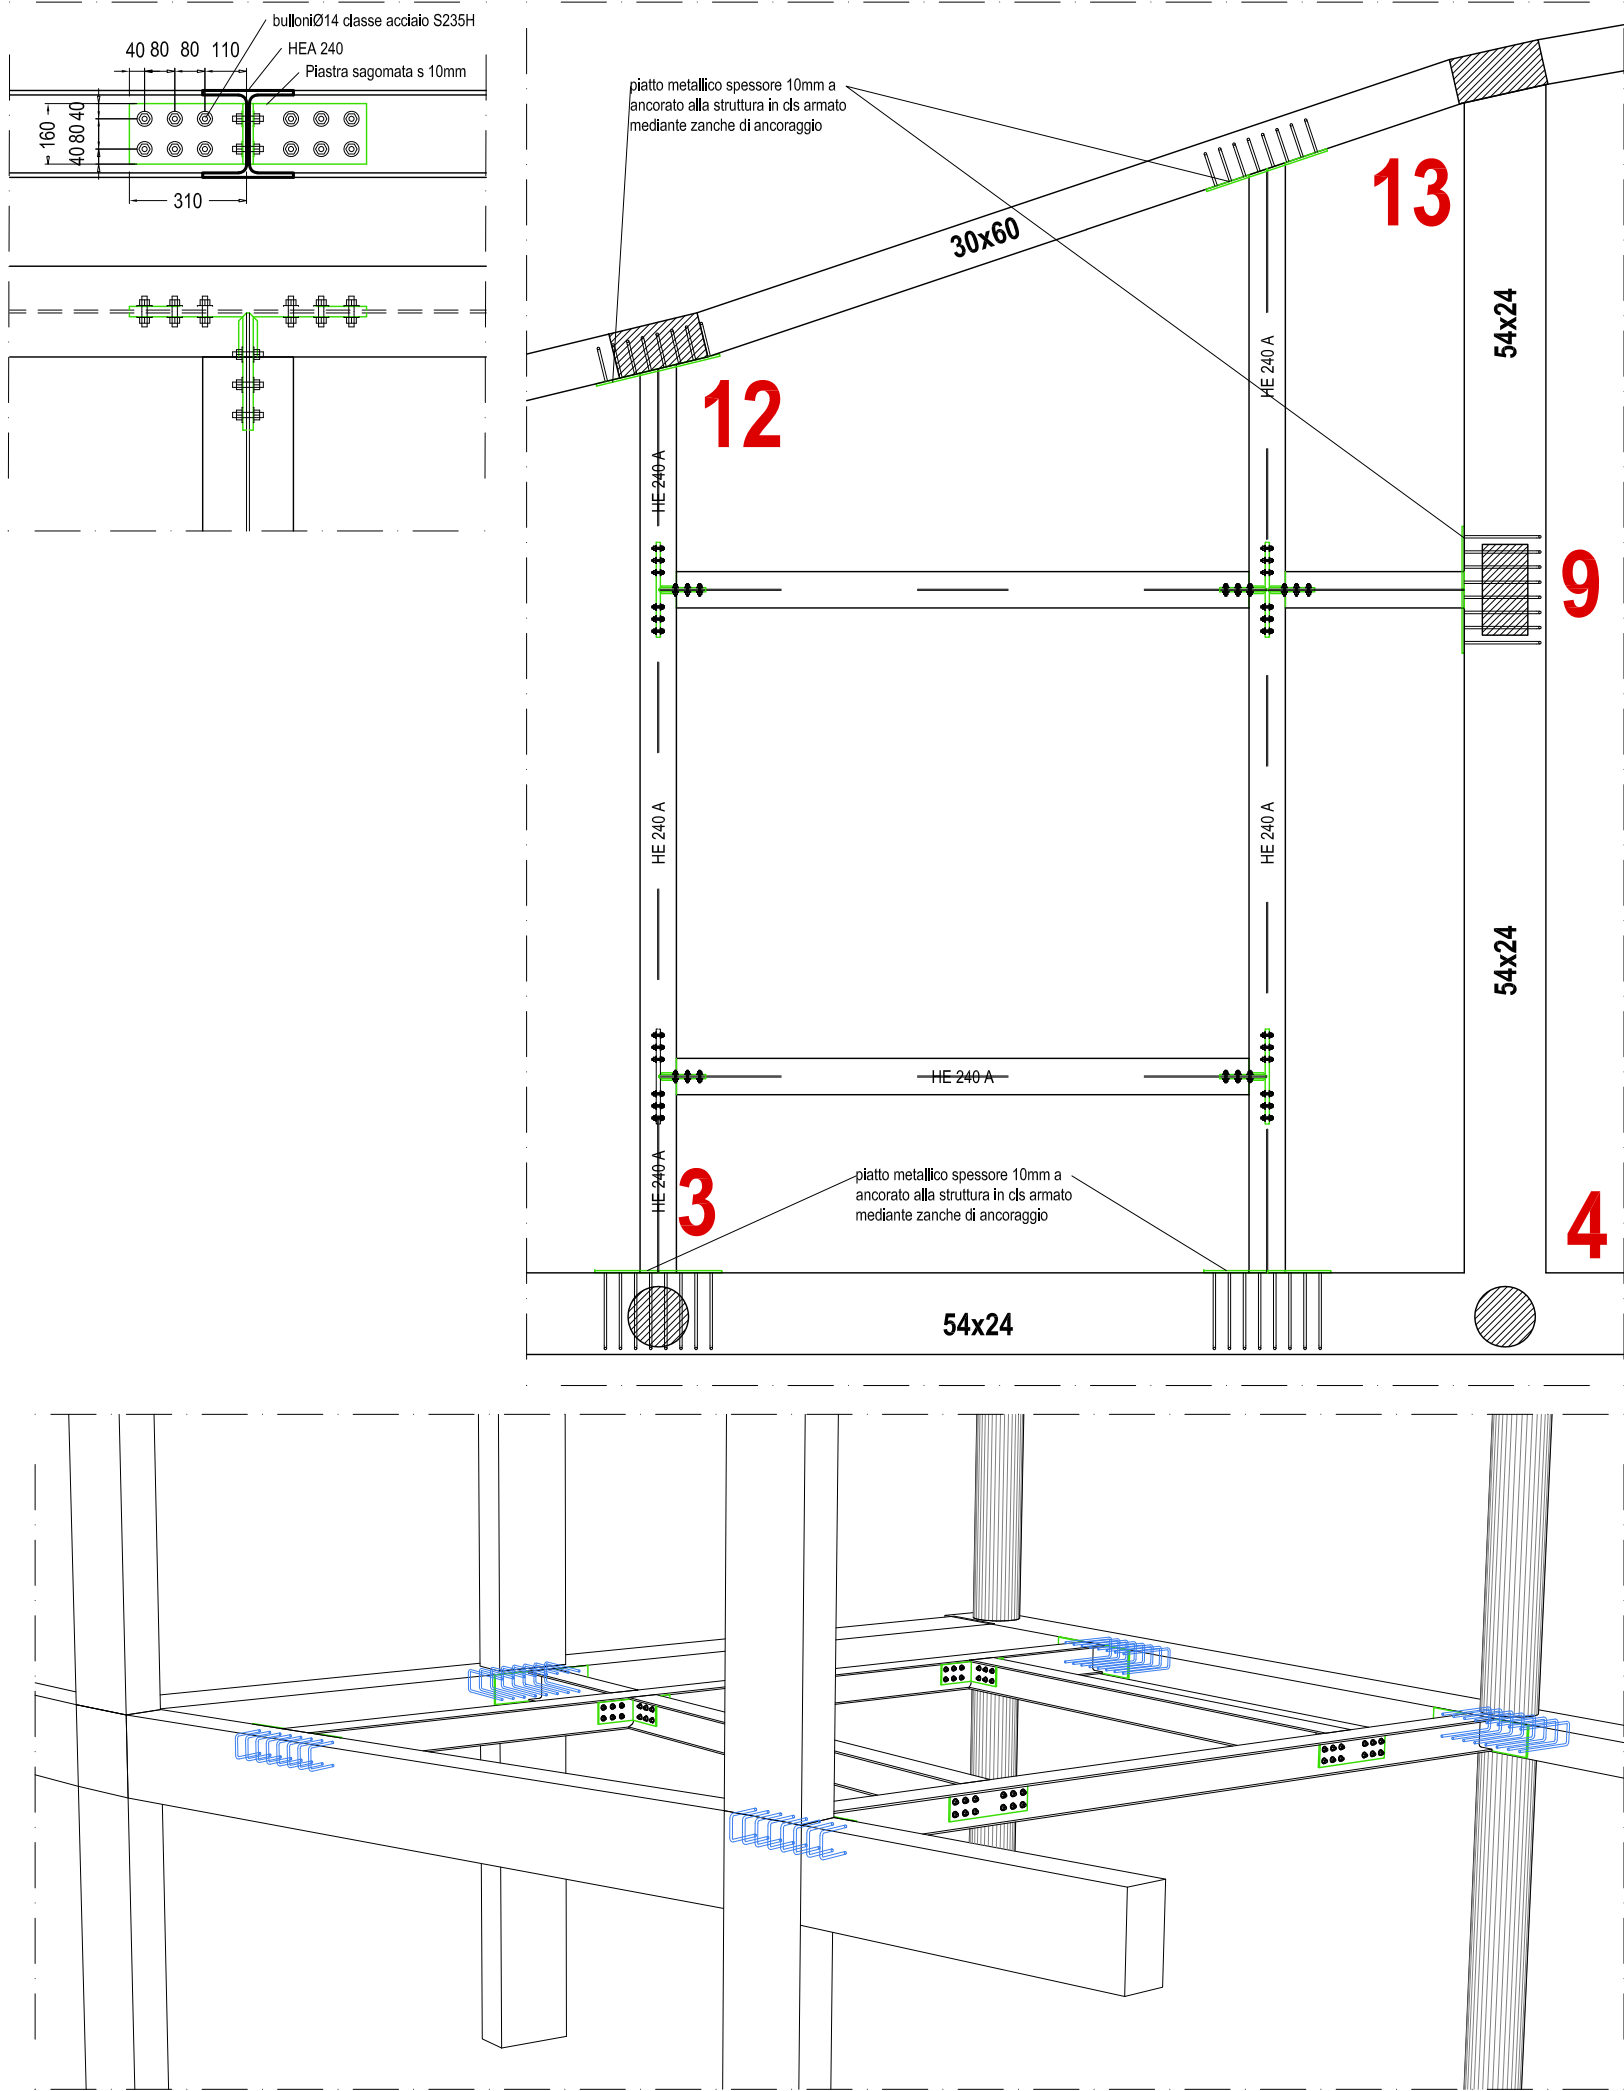 bulloniØ14 classe acciaio S235H
HEA 240
Piastra sagomata s 10mm
40 80 80 110
160
40 80 40
310
piatto metallico spessore 10mm a
ancorato alla struttura in cls armato
mediante zanche di ancoraggio
13
30x60
54x24
HE 240 A
12
HE 240 A
9
HE 240 A
HE 240 A
54x24
HE 240 A
HE 240 A
3
piatto metallico spessore 10mm a
ancorato alla struttura in cls armato
mediante zanche di ancoraggio
4
54x24